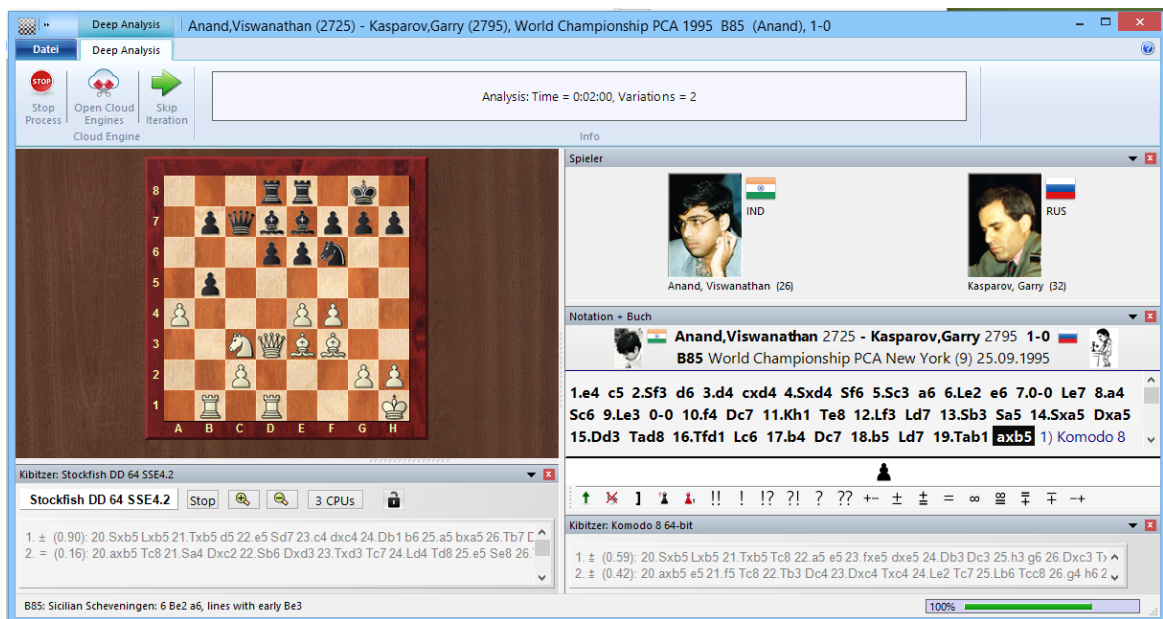 Deep Analysis
Anand,Viswanathan (2725) - Kasparov,Garry (2795), World Championship PCA 1995 B85 (Anand), 1-0
Datei
Deep Analysis
STOP
Stop Process
Open Cloud Engines
Skip Iteration
Cloud Engine
Analysis: Time = 0:02:00, Variations = 2
Info
8
7
6
5
4
3
2
1
A B C D E F G H
Spieler
IND
RUS
Anand, Viswanathan (26)
Kasparov, Garry (32)
Notation + Buch
Anand,Viswanathan 2725 - Kasparov,Garry 2795 1-0
B85 World Championship PCA New York (9) 25.09.1995
1.e4 c5 2.Sf3 d6 3.d4 cxd4 4.Sxd4 Sf6 5.Sc3 a6 6.Le2 e6 7.0-0 Le7 8.a4
Sc6 9.Le3 0-0 10.f4 Dc7 11.Kh1 Te8 12.Lf3 Ld7 13.Sb3 Sa5 14.Sxa5 Dxa5
15.Dd3 Tad8 16.Tfd1 Lc6 17.b4 Dc7 18.b5 Ld7 19.Tab1 axb5 1) Komodo 8
] !! ! !? ?! ? ?? +- ± ⩲ = ∞ ≌ ⩱ ∓ -+
Kibitzer: Stockfish DD 64 SSE4.2
Stockfish DD 64 SSE4.2
Stop
3 CPUs
1. ± (0.90): 20.Sxb5 Lxb5 21.Txb5 d5 22.e5 Sd7 23.c4 dxc4 24.Db1 b6 25.a5 bxa5 26.Tb7
2. = (0.16): 20.axb5 Tc8 21.Sa4 Dxc2 22.Sb6 Dxd3 23.Txd3 Tc7 24.Ld4 Td8 25.e5 Se8 26.
Kibitzer: Komodo 8 64-bit
1. ± (0.59): 20.Sxb5 Lxb5 21.Txb5 Tc8 22.a5 e5 23.fxe5 dxe5 24.Db3 Dc3 25.h3 g6 26.Dxc3
2. ± (0.42): 20.axb5 e5 21.f5 Tc8 22.Tb3 Dc4 23.Dxc4 Txc4 24.Le2 Tc7 25.Lb6 Tcc8 26.g4 h6 2
B85: Sicilian Scheveningen: 6 Be2 a6, lines with early Be3
100%